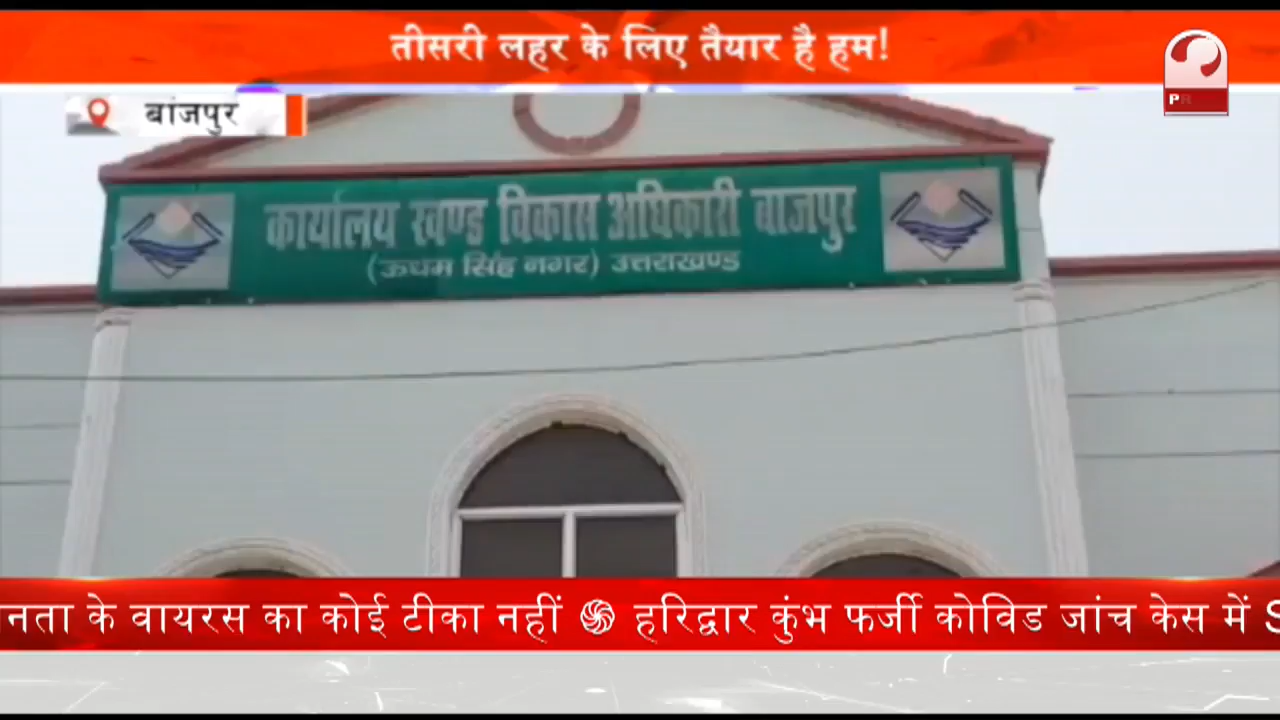 तीसरी लहर के लिए तैयार है हम!
बांजपुर
कार्यालय खण्ड विकास अधिकारी बाजपुर
(ऊधम सिंह नगर) उत्तराखण्ड
नता के वायरस का कोई टीका नहीं हरिद्वार कुंभ फर्जी कोविड जांच केस में S